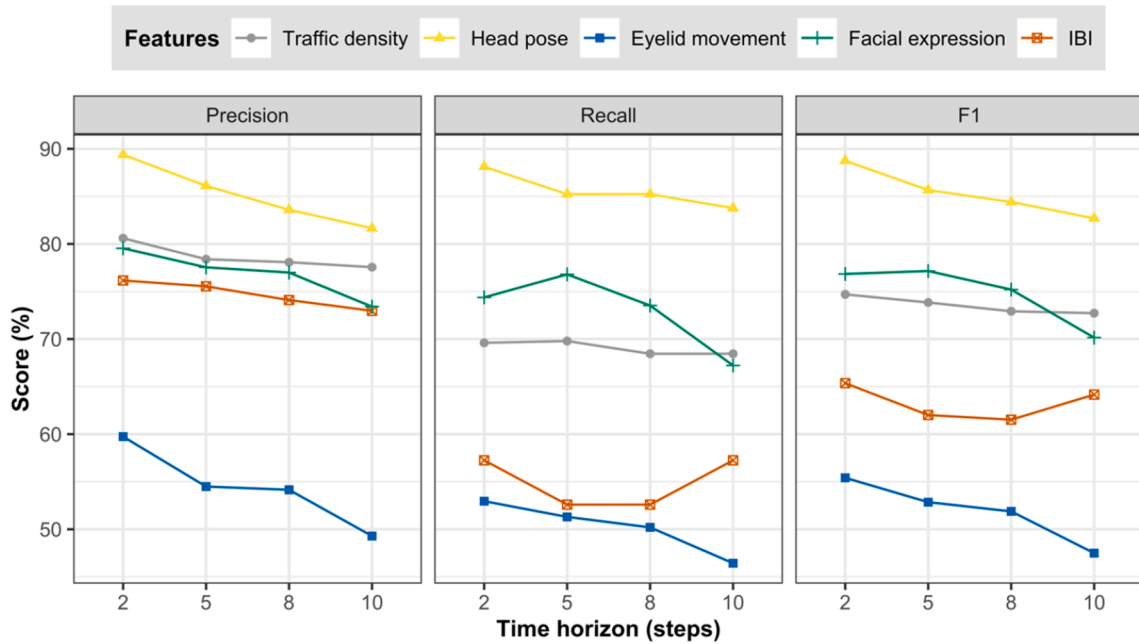 Features Traffic density Head pose Eyelid movement Facial expression IBI
Precision Recall F1
90
80
70
60
50
Score (%)
2 5 8 10 2 5 8 10 2 5 8 10
Time horizon (steps)